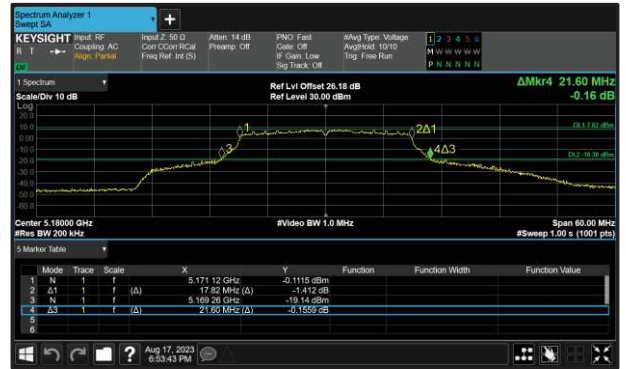 Spectrum Analyzer 1
Swept SA
+
KEYSIGHT Input: RF Input Z: 50 Ω Atten: 14 dB PNO: Fast #Avg Type: Voltage 1 2 3 4 5 6
R T Coupling: AC Corr CCorr RCal Preamp: Off Gate: Off Avg|Hold: 10/10 M W W W W W
Align: Partial Freq Ref: Int (S) IF Gain: Low Trig: Free Run
Sig Track: Off P N N N N N
1 Spectrum Ref Lvl Offset 26.18 dB ΔMkr4 21.60 MHz
Scale/Div 10 dB Ref Level 30.00 dBm -0.16 dB
Log
20.0
10.0 1 2Δ1 DL1 7.62 dBm
0.00
-10.0 3 4Δ3 DL2 -18.38 dBm
-20.0
-30.0
-40.0
-50.0
-60.0
Center 5.18000 GHz #Video BW 1.0 MHz Span 60.00 MHz
#Res BW 200 kHz #Sweep 1.00 s (1001 pts)
5 Marker Table
Mode Trace Scale X Y Function Function Width Function Value
1 N 1 f 5.171 12 GHz -0.1115 dBm
2 Δ1 1 f (Δ) 17.82 MHz (Δ) -1.412 dB
3 N 1 f 5.169 26 GHz -19.14 dBm
4 Δ3 1 f (Δ) 21.60 MHz (Δ) -0.1559 dB
5
6
? Aug 17, 2023
6:53:43 PM